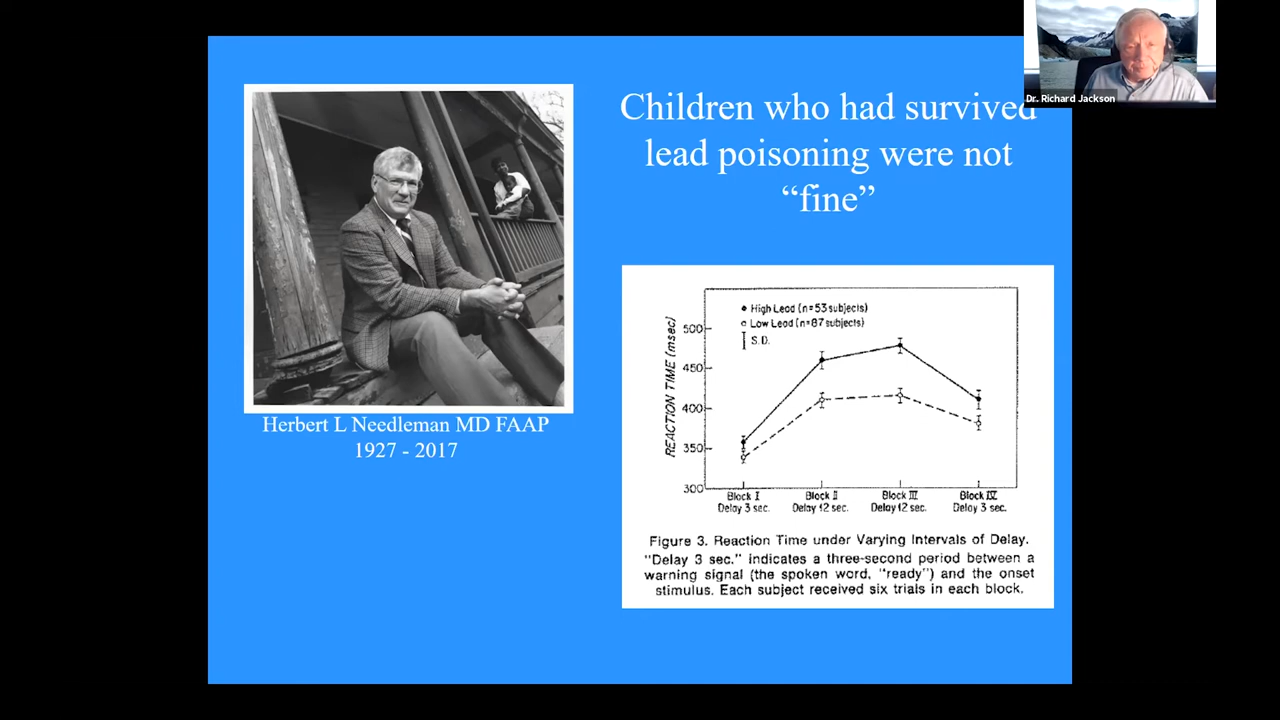 Dr. Richard Jackson
Children who had survived
lead poisoning were not
“fine”
Herbert L Needleman MD FAAP
1927 - 2017
High Lead (n=53 subjects)
Low Lead (n=87 subjects)
S.D.
REACTION TIME (msec)
500
450
400
350
300
Block I
Delay 3 sec.
Block II
Delay 12 sec.
Block III
Delay 12 sec.
Block IV
Delay 3 sec.
Figure 3. Reaction Time under Varying Intervals of Delay.
"Delay 3 sec." indicates a three-second period between a
warning signal (the spoken word, "ready") and the onset
stimulus. Each subject received six trials in each block.